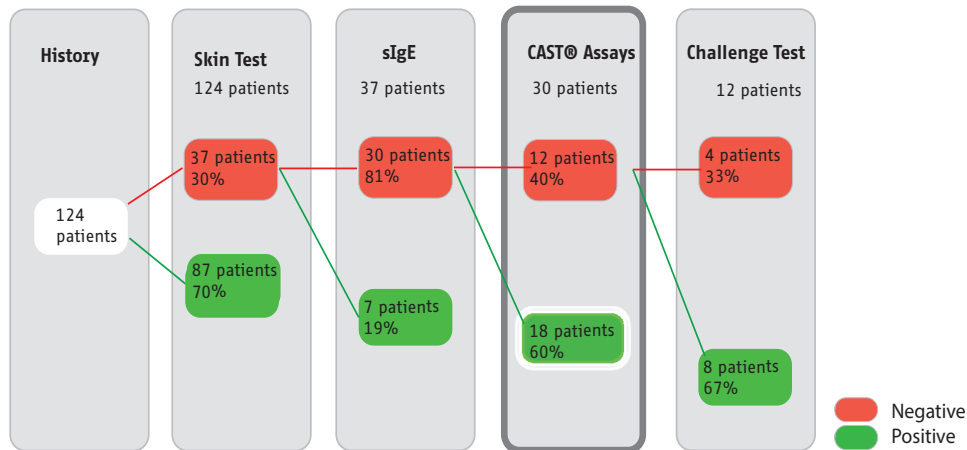 History
124
patients
Skin Test
124 patients
37 patients
30%
87 patients
70%
sIgE
37 patients
30 patients
81%
7 patients
19%
CAST® Assays
30 patients
12 patients
40%
18 patients
60%
Challenge Test
12 patients
4 patients
33%
8 patients
67%
Negative
Positive